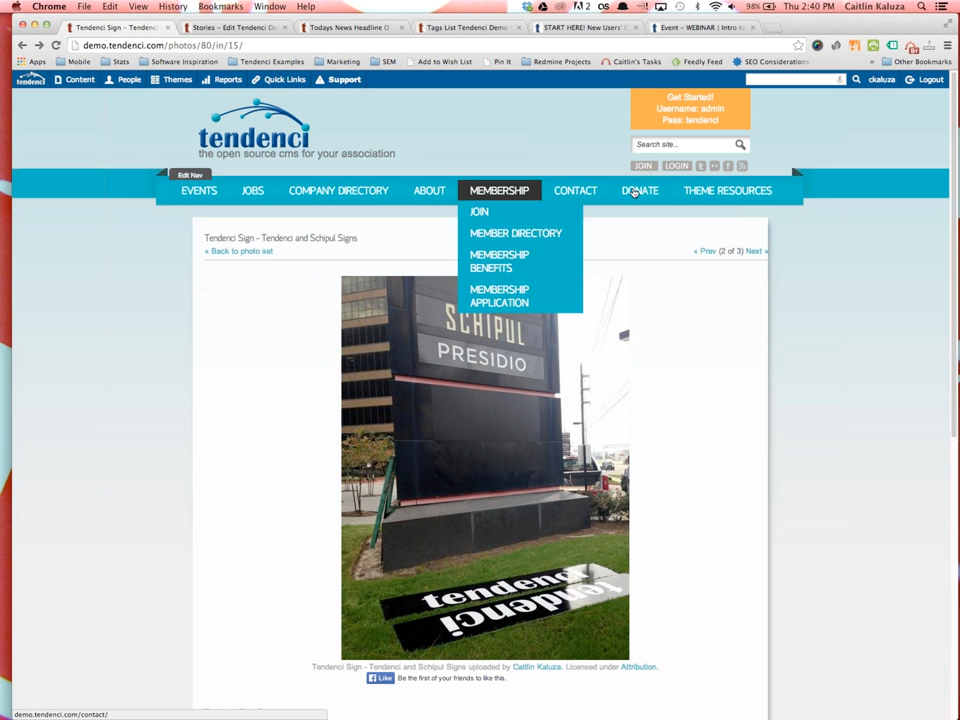 Chrome File Edit View History Bookmarks Window Help 98% Thu 2:40 PM Caitlin Kaluza
Tendenci Sign – Tendenci Stories – Edit Tendenci De Todays News Headline Tags List Tendenci Demo START HERE! New Users' Event – WEBINAR | Intro to
demo.tendenci.com/photos/80/in/15/
Apps Mobile Stats Software Inspiration Tendenci Examples Marketing SEM Add to Wish List Pin It Redmine Projects Caitlin's Tasks Feedly Feed SEO Considerations » Other Bookmarks
tendenci Content People Themes Reports Quick Links Support ckaluza Logout
Get Started!
Username: admin
Pass: tendenci
tendenci
the open source cms for your association
Search site...
JOIN LOGIN
Edit Nav
EVENTS JOBS COMPANY DIRECTORY ABOUT MEMBERSHIP CONTACT DONATE THEME RESOURCES
JOIN
MEMBER DIRECTORY
MEMBERSHIP
BENEFITS
MEMBERSHIP
APPLICATION
Tendenci Sign - Tendenci and Schipul Signs
« Back to photo set « Prev (2 of 3) Next »
SCHIPUL
PRESIDIO
tendenci
tendenci
Tendenci Sign - Tendenci and Schipul Signs uploaded by Caitlin Kaluza. Licensed under Attribution.
Like Be the first of your friends to like this.
demo.tendenci.com/contact/